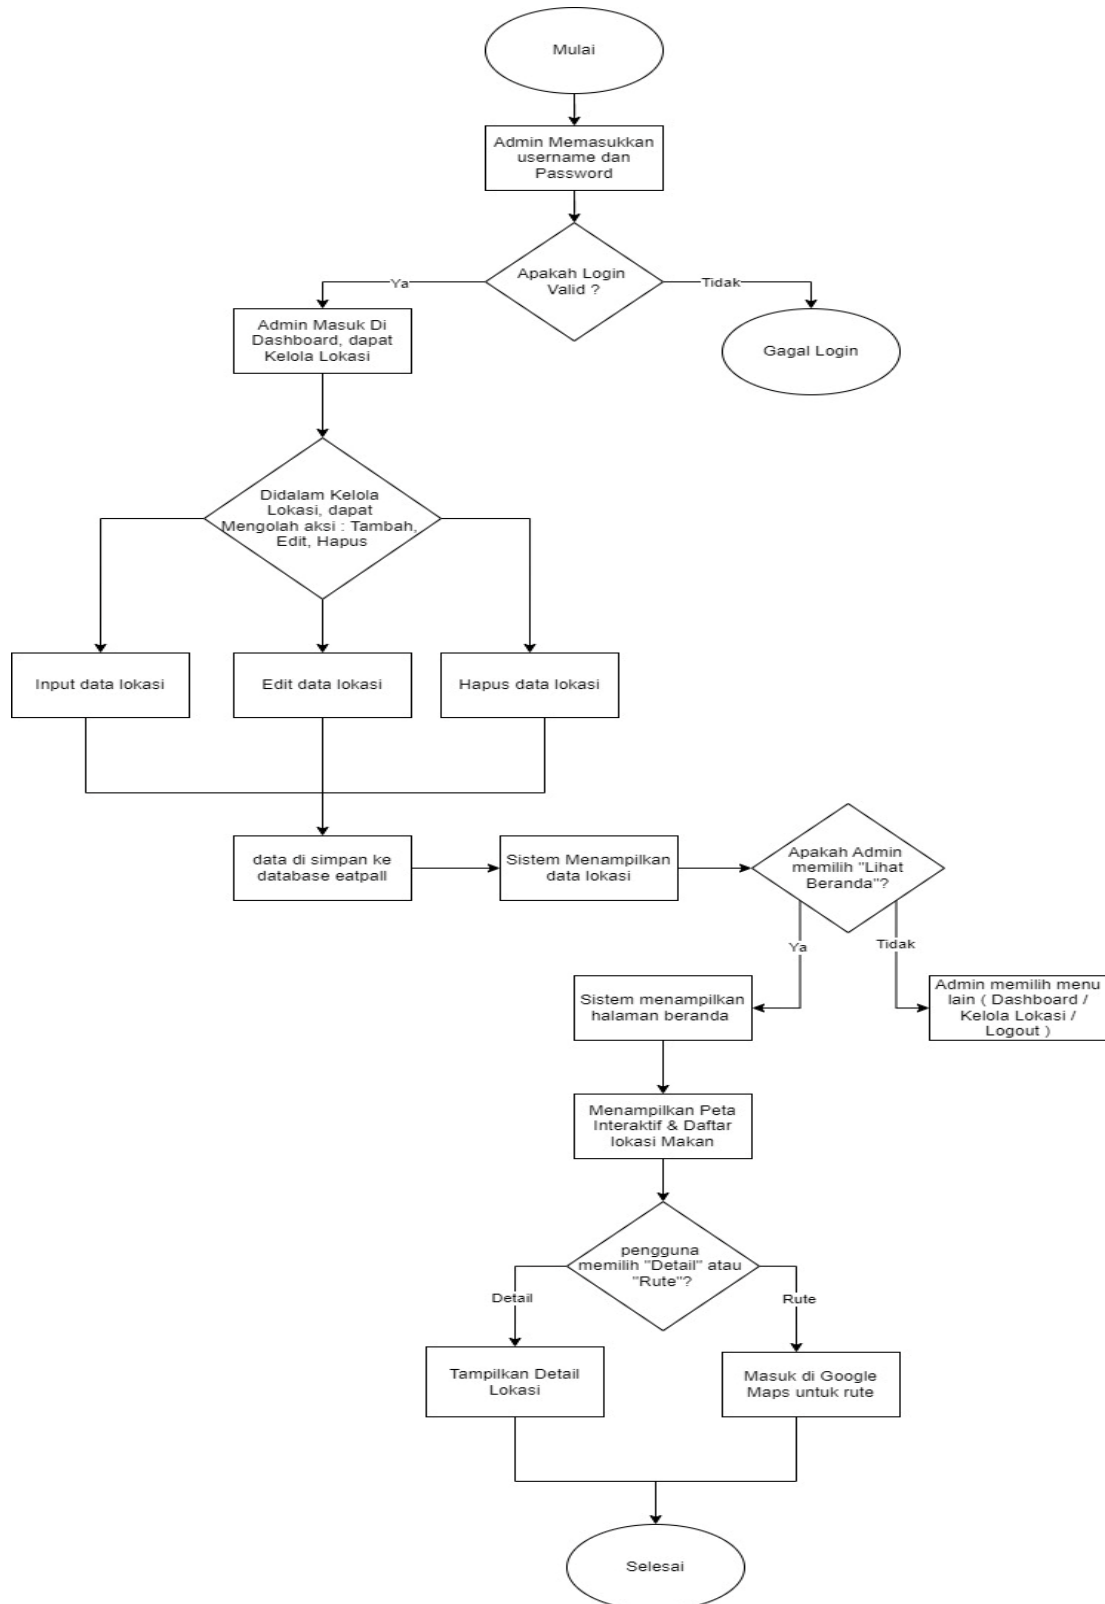 Mulai
Admin Memasukkan
username dan
Password
Apakah Login
Valid ?
Ya
Tidak
Admin Masuk Di
Dashboard, dapat
Kelola Lokasi
Gagal Login
Didalam Kelola
Lokasi, dapat
Mengolah aksi : Tambah,
Edit, Hapus
Input data lokasi
Edit data lokasi
Hapus data lokasi
data di simpan ke
database eatpall
Sistem Menampilkan
data lokasi
Apakah Admin
memilih "Lihat
Beranda"?
Ya
Tidak
Sistem menampilkan
halaman beranda
Admin memilih menu
lain ( Dashboard /
Kelola Lokasi /
Logout )
Menampilkan Peta
Interaktif & Daftar
lokasi Makan
pengguna
memilih "Detail" atau
"Rute"?
Detail
Rute
Tampilkan Detail
Lokasi
Masuk di Google
Maps untuk rute
Selesai